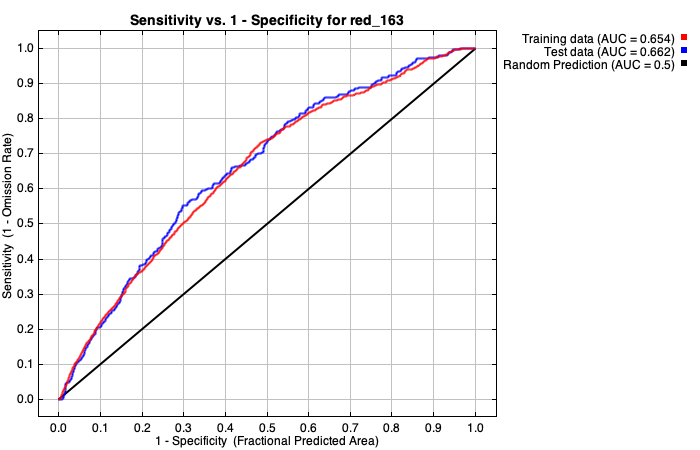 Sensitivity vs. 1 - Specificity for red_163
Training data (AUC = 0.654)
Test data (AUC = 0.662)
Random Prediction (AUC = 0.5)
Sensitivity (1 - Omission Rate)
1.0
0.9
0.8
0.7
0.6
0.5
0.4
0.3
0.2
0.1
0.0
0.0 0.1 0.2 0.3 0.4 0.5 0.6 0.7 0.8 0.9 1.0
1 - Specificity (Fractional Predicted Area)